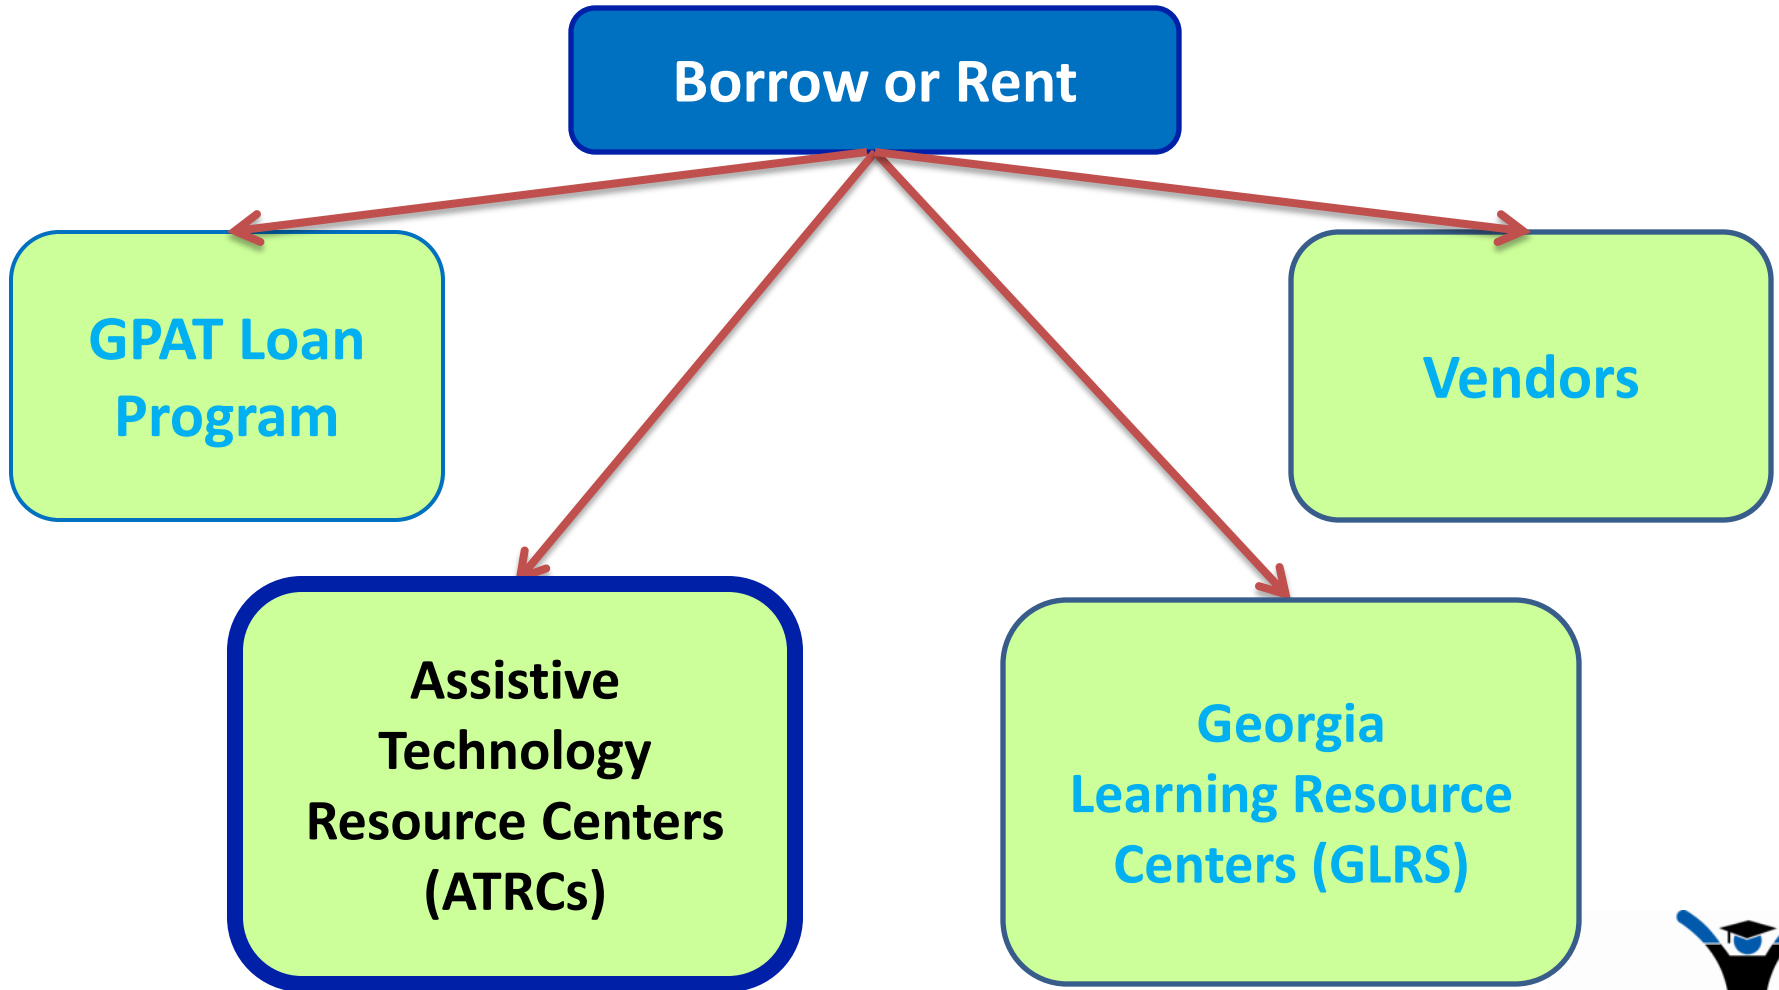 Borrow or Rent
GPAT Loan
Program
Vendors
Assistive
Technology
Resource Centers
(ATRCs)
Georgia
Learning Resource
Centers (GLRS)